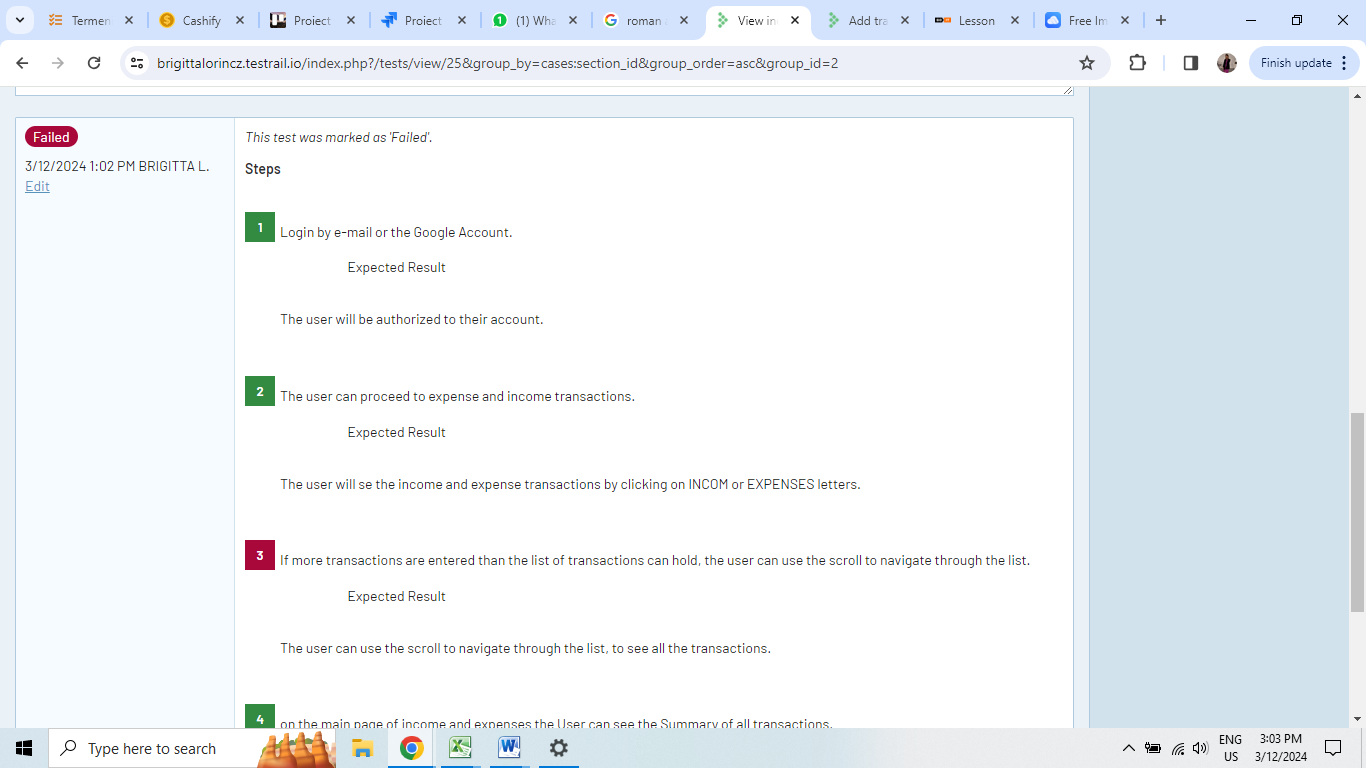 Termen
Cashify
Project
Project
(1) Wha
roman
View in
Add tra
Lesson
Free Im
brigittalorincz.testrail.io/index.php?/tests/view/25&group_by=cases:section_id&group_order=asc&group_id=2
Finish update
Failed
3/12/2024 1:02 PM BRIGITTA L.
Edit
This test was marked as 'Failed'.
Steps
1
Login by e-mail or the Google Account.
Expected Result
The user will be authorized to their account.
2
The user can proceed to expense and income transactions.
Expected Result
The user will se the income and expense transactions by clicking on INCOM or EXPENSES letters.
3
If more transactions are entered than the list of transactions can hold, the user can use the scroll to navigate through the list.
Expected Result
The user can use the scroll to navigate through the list, to see all the transactions.
4
on the main page of income and expenses the User can see the Summary of all transactions.
Type here to search
ENG
US
3:03 PM
3/12/2024